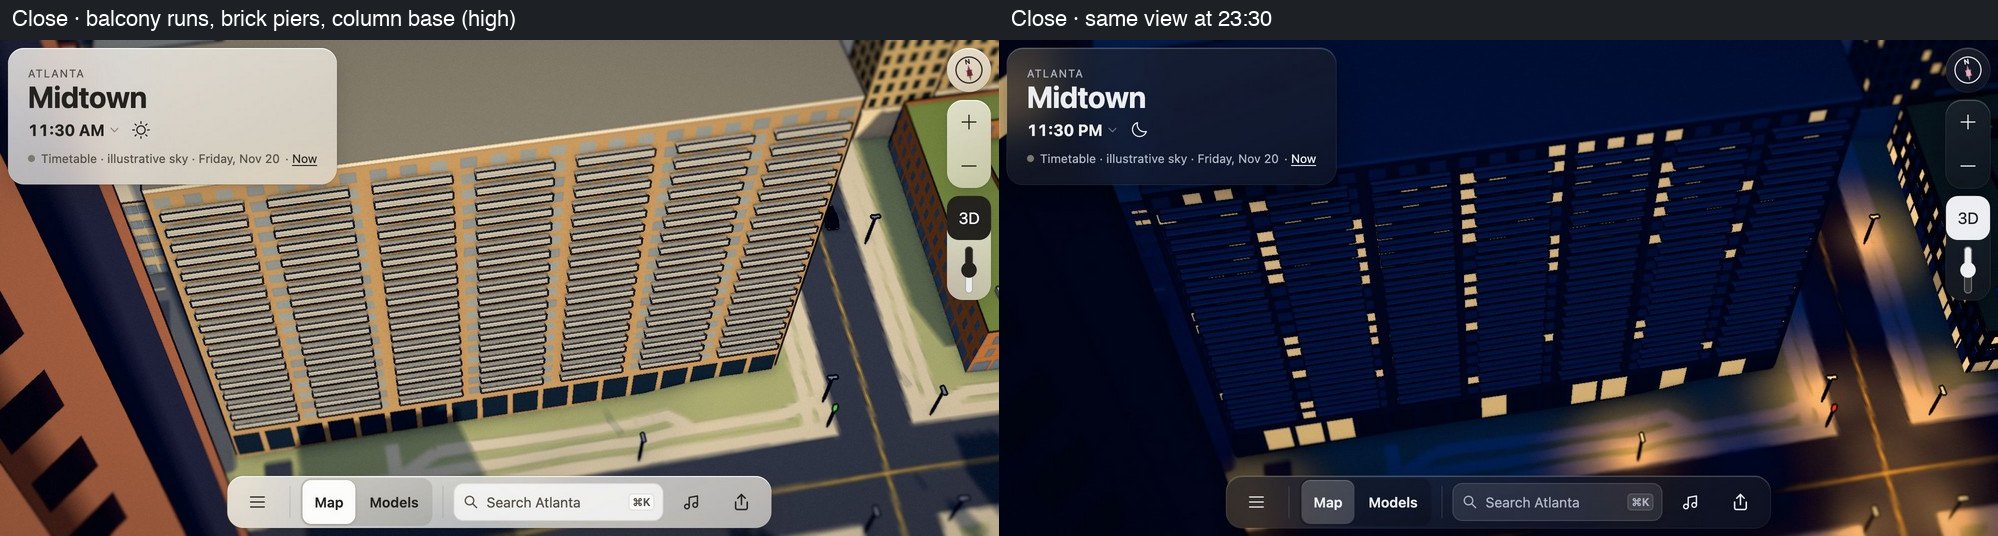 Close · balcony runs, brick piers, column base (high)
ATLANTA
Midtown
11:30 AM
Timetable · illustrative sky · Friday, Nov 20 · Now
N
3D
Map
Models
Search Atlanta
⌘K
Close · same view at 23:30
ATLANTA
Midtown
11:30 PM
Timetable · illustrative sky · Friday, Nov 20 · Now
N
3D
Map
Models
Search Atlanta
⌘K